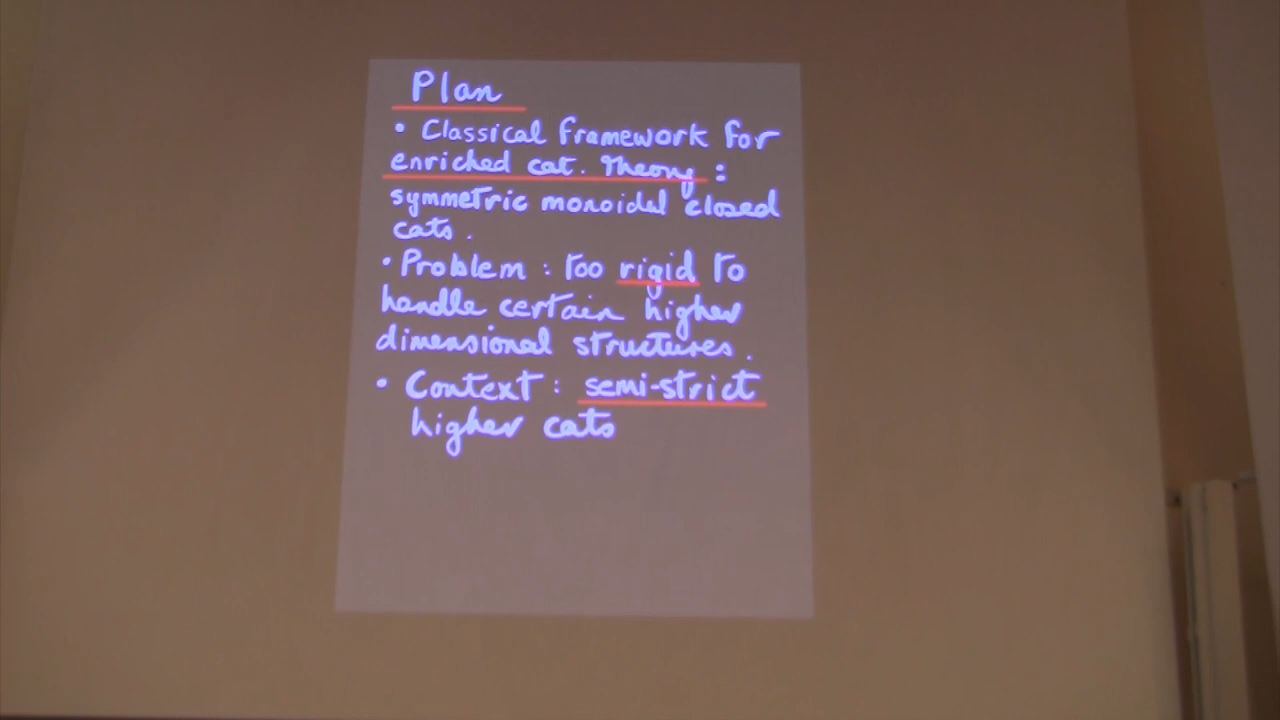 Plan
• Classical framework for
enriched cat. Theory :
symmetric monoidal closed
cats.
• Problem : too rigid to
handle certain higher
dimensional structures.
• Context : semi-strict
higher cats